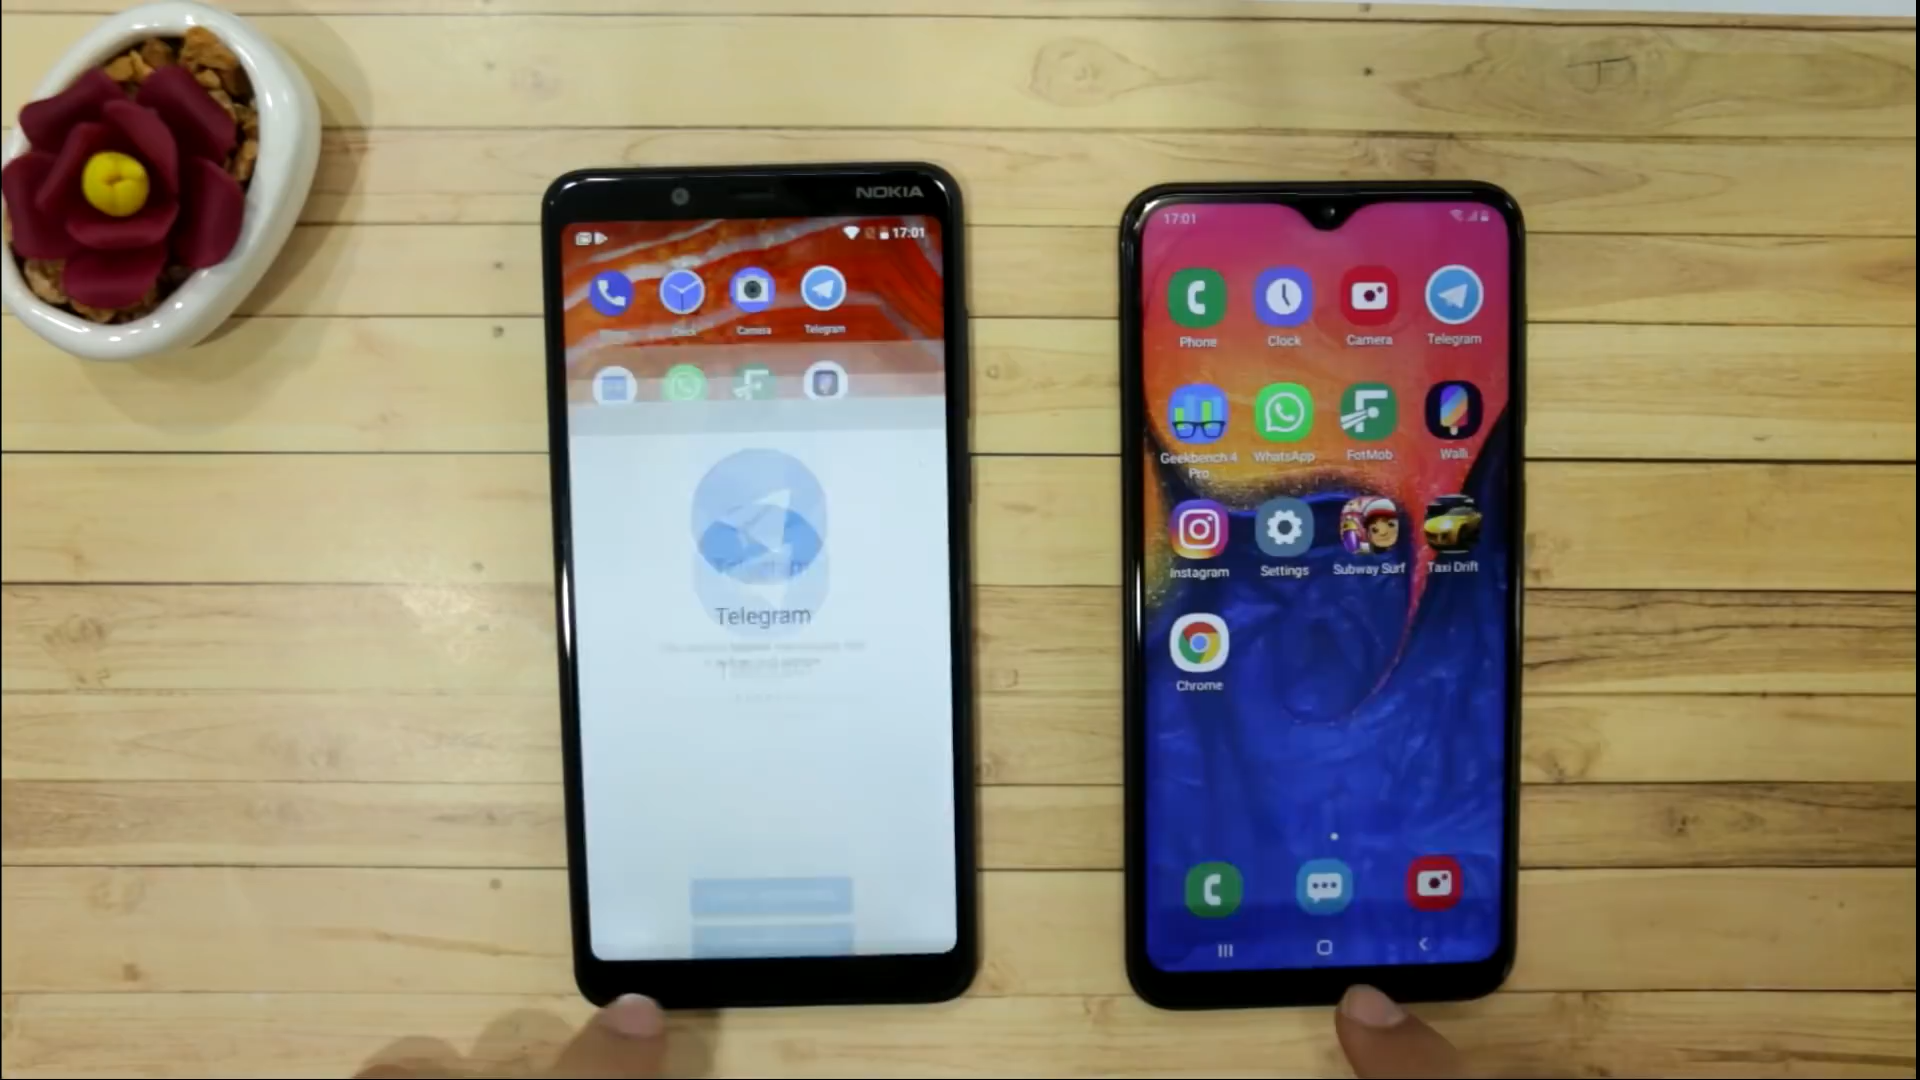 NOKIA
17:01
Clock
Camera
Telegram
Telegram
17:01
Phone
Clock
Camera
Telegram
Geekbench 4
Pro
WhatsApp
FotMob
Walli
Instagram
Settings
Subway Surf
Taxi Drift
Chrome